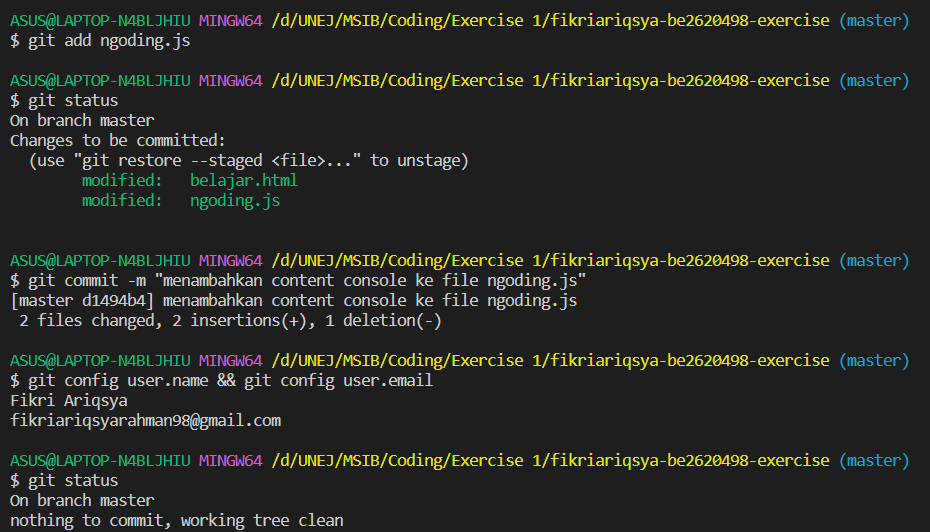 ASUS@LAPTOP-N4BLJHIU MINGW64 /d/UNEJ/MSIB/Coding/Exercise 1/fikriariqsya-be2620498-exercise (master)
$ git add ngoding.js
ASUS@LAPTOP-N4BLJHIU MINGW64 /d/UNEJ/MSIB/Coding/Exercise 1/fikriariqsya-be2620498-exercise (master)
$ git status
On branch master
Changes to be committed:
  (use "git restore --staged <file>..." to unstage)
        modified:   belajar.html
        modified:   ngoding.js
ASUS@LAPTOP-N4BLJHIU MINGW64 /d/UNEJ/MSIB/Coding/Exercise 1/fikriariqsya-be2620498-exercise (master)
$ git commit -m "menambahkan content console ke file ngoding.js"
[master d1494b4] menambahkan content console ke file ngoding.js
 2 files changed, 2 insertions(+), 1 deletion(-)
ASUS@LAPTOP-N4BLJHIU MINGW64 /d/UNEJ/MSIB/Coding/Exercise 1/fikriariqsya-be2620498-exercise (master)
$ git config user.name && git config user.email
Fikri Ariqsya
fikriariqsyarahman98@gmail.com
ASUS@LAPTOP-N4BLJHIU MINGW64 /d/UNEJ/MSIB/Coding/Exercise 1/fikriariqsya-be2620498-exercise (master)
$ git status
On branch master
nothing to commit, working tree clean